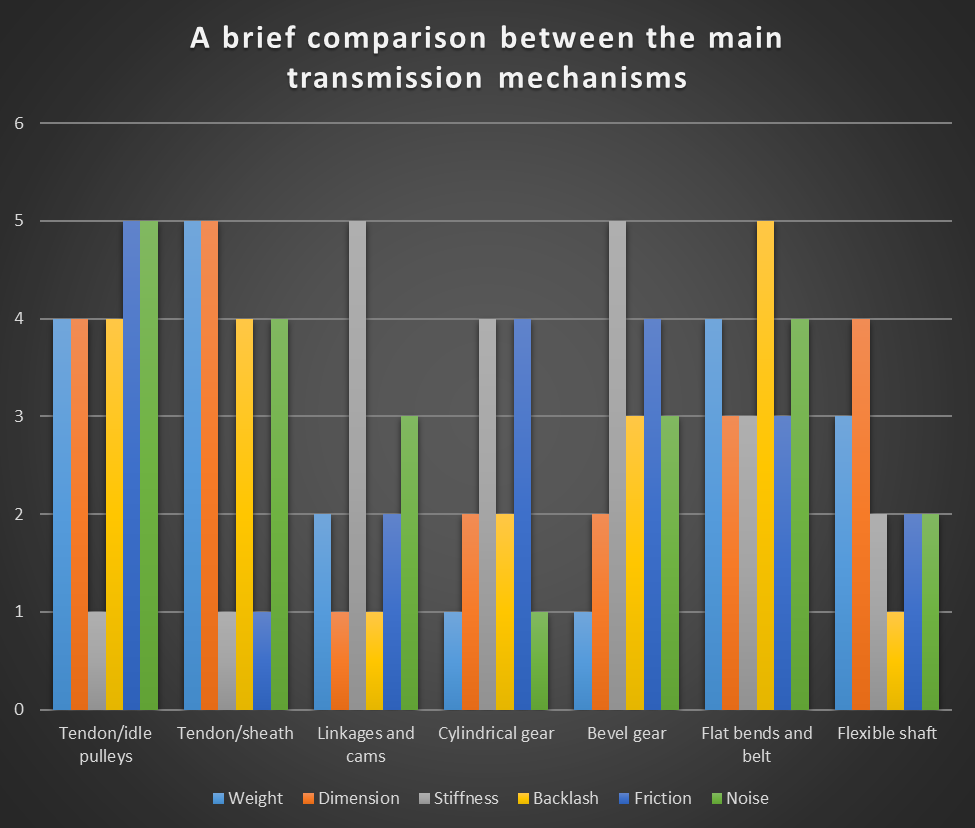 A brief comparison between the main
transmission mechanisms
6
5
4
3
2
1
0
Tendon/idle pulleys
Tendon/sheath
Linkages and cams
Cylindrical gear
Bevel gear
Flat bends and belt
Flexible shaft
Weight
Dimension
Stiffness
Backlash
Friction
Noise